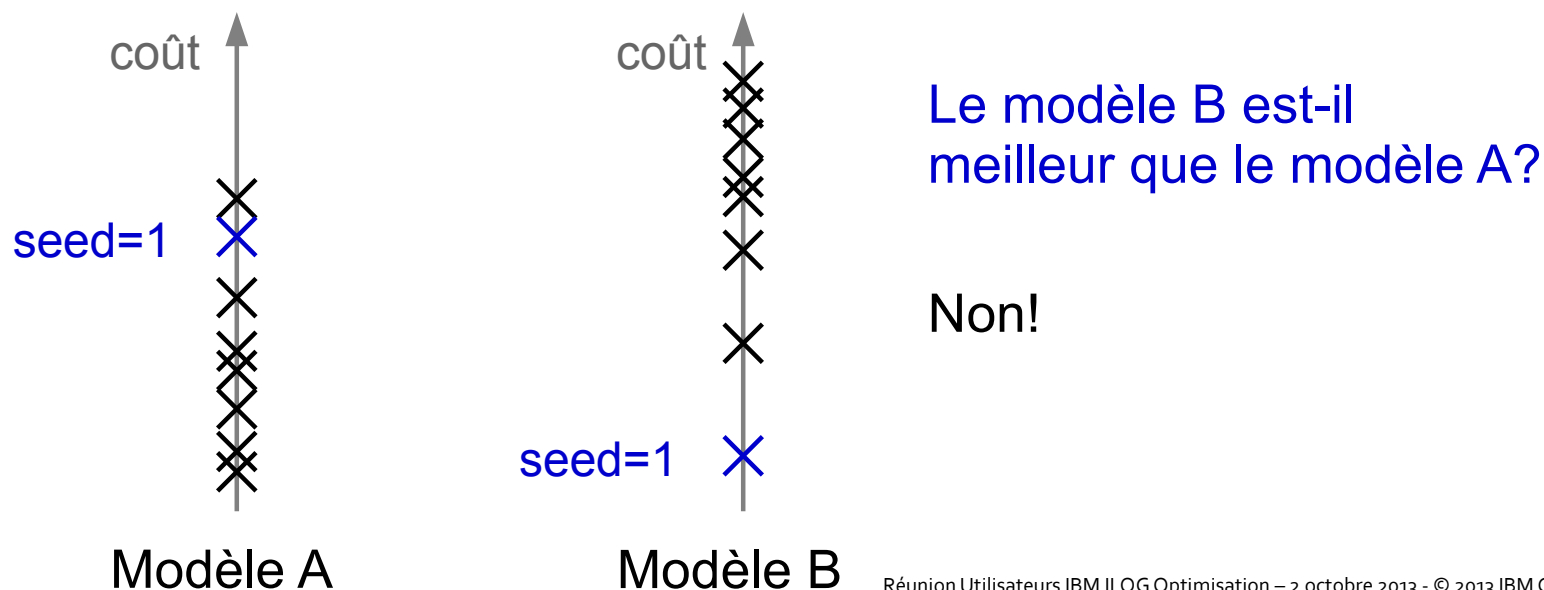 coût
seed=1
Modèle A
coût
seed=1
Modèle B
Le modèle B est-il
meilleur que le modèle A?
Non!
Réunion Utilisateurs IBM ILOG Optimisation – 2 octobre 2013 - © 2013 IBM